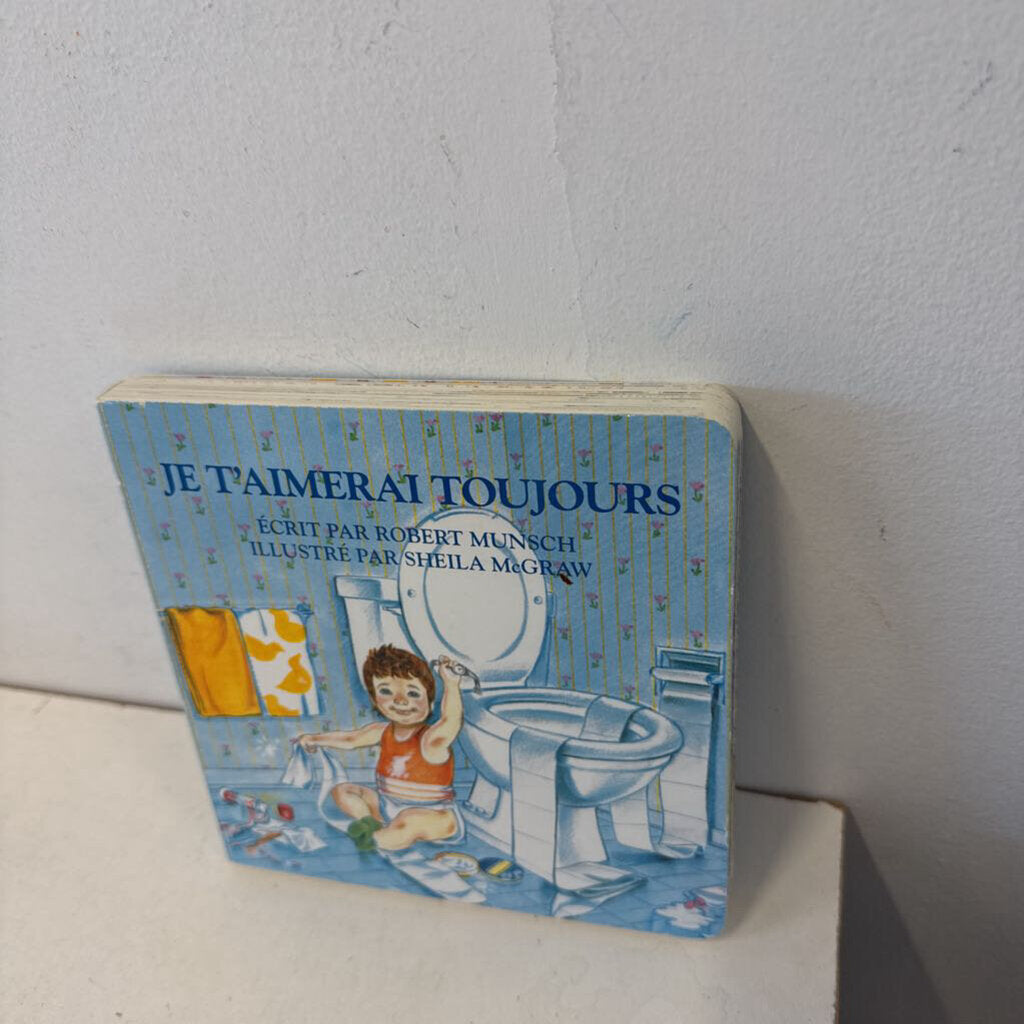 JE T'AIMERAI TOUJOURS
ÉCRIT PAR ROBERT MUNSCH
ILLUSTRÉ PAR SHEILA McGRAW